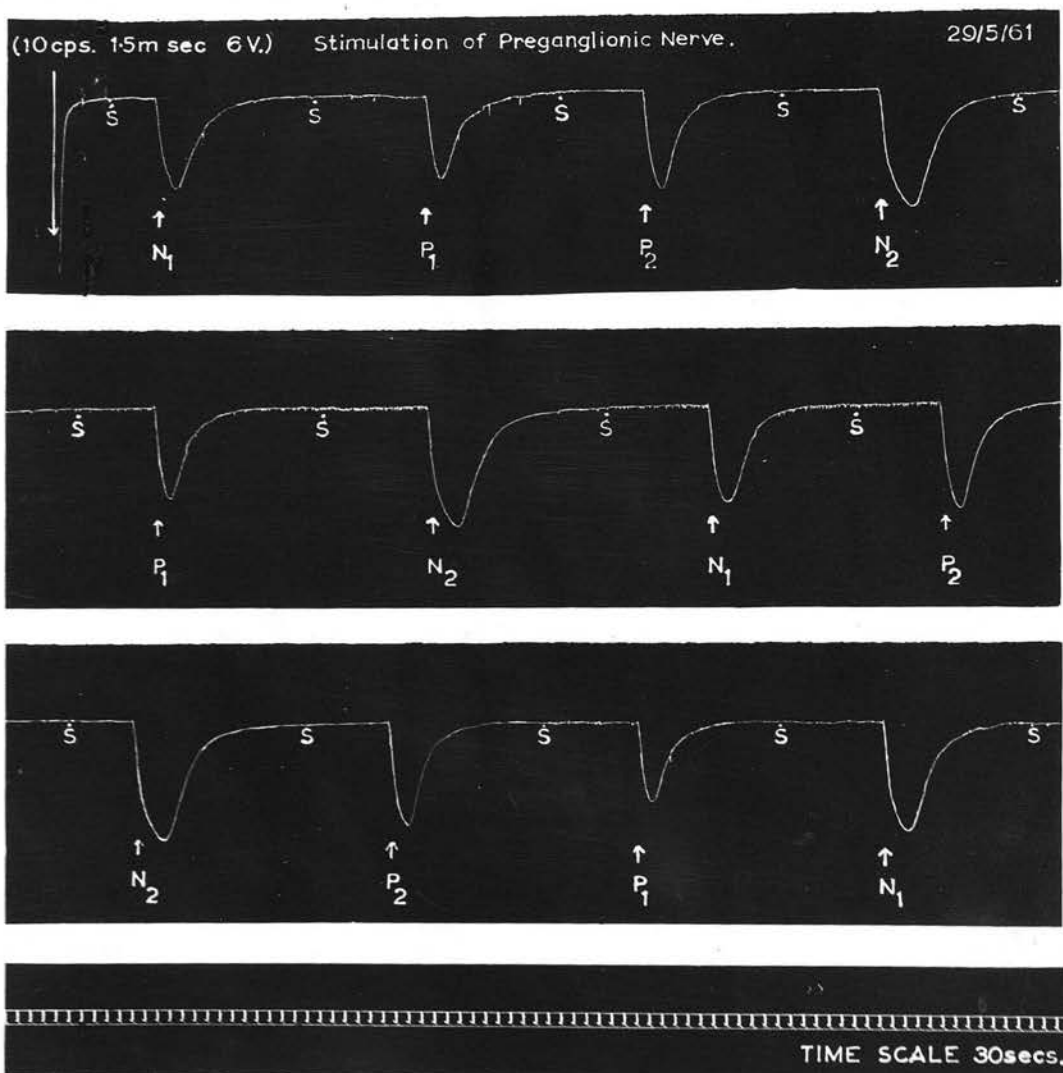 (10cps. 1·5m sec 6V.) Stimulation of Preganglionic Nerve. 29/5/61
S S S S S
N1 P1 P2 N2
S S S S
P1 N2 N1 P2
S S S S S
N2 P2 P1 N1
TIME SCALE 30secs.